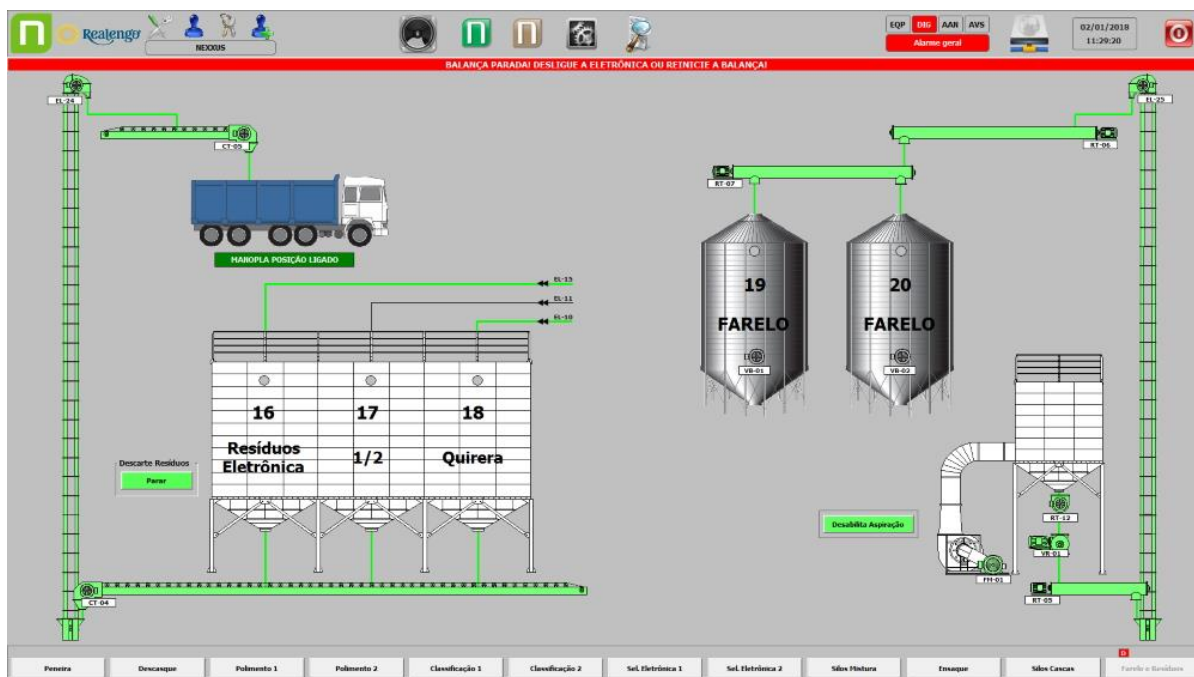 n
Realengo
NEXXUS
n
n
EQP DIG AAN AVS
Alarme geral
02/01/2018
11:29:20
BALANÇA PARADA! DESLIGUE A ELETRÔNICA OU REINICIE A BALANÇA!
EL-24
CT-05
MANOPLA POSIÇÃO LIGADO
EL-25
RT-06
RT-07
19
FARELO
VB-01
20
FARELO
VB-02
EL-15
EL-11
EL-10
16
Resíduos
Eletrônica
17
1/2
18
Quirera
Descarte Resíduos
Parar
CT-04
Desabilita Aspiração
RT-12
VR-01
FM-01
RT-05
D
Peneira Descasque Polimento 1 Polimento 2 Classificação 1 Classificação 2 Sel. Eletrônica 1 Sel. Eletrônica 2 Silos Mistura Ensaque Silos Cascas Farelo e Resíduos